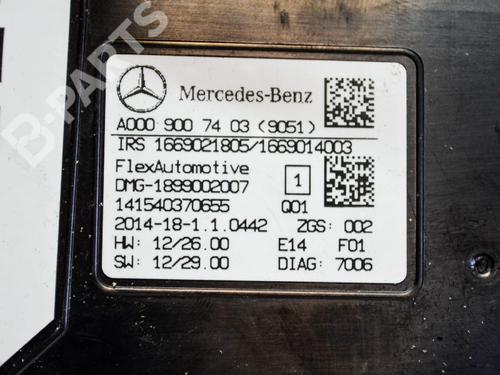 B-PARTS
Mercedes-Benz
A000 900 74 03 (9051)
IRS 1669021805/1669014003
FlexAutomotive
DMG-1899002007
1
141540370655
Q01
2014-18-1.1.0442
ZGS: 002
HW: 12/26.00
E14
F01
SW: 12/29.00
DIAG: 7006